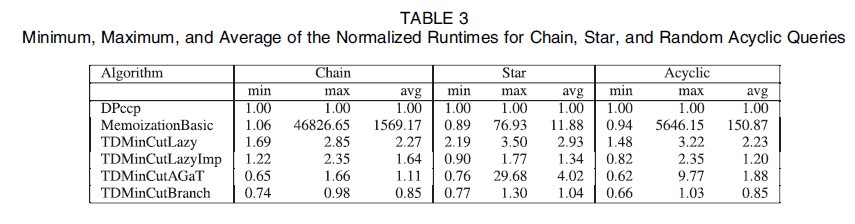 TABLE 3
Minimum, Maximum, and Average of the Normalized Runtimes for Chain, Star, and Random Acyclic Queries
Algorithm Chain Star Acyclic
min max avg min max avg min max avg
DPccp 1.00 1.00 1.00 1.00 1.00 1.00 1.00 1.00 1.00
MemoizationBasic 1.06 46826.65 1569.17 0.89 76.93 11.88 0.94 5646.15 150.87
TDMinCutLazy 1.69 2.85 2.27 2.19 3.50 2.93 1.48 3.22 2.23
TDMinCutLazyImp 1.22 2.35 1.64 0.90 1.77 1.34 0.82 2.35 1.20
TDMinCutAGaT 0.65 1.66 1.11 0.76 29.68 4.02 0.62 9.77 1.88
TDMinCutBranch 0.74 0.98 0.85 0.77 1.30 1.04 0.66 1.03 0.85